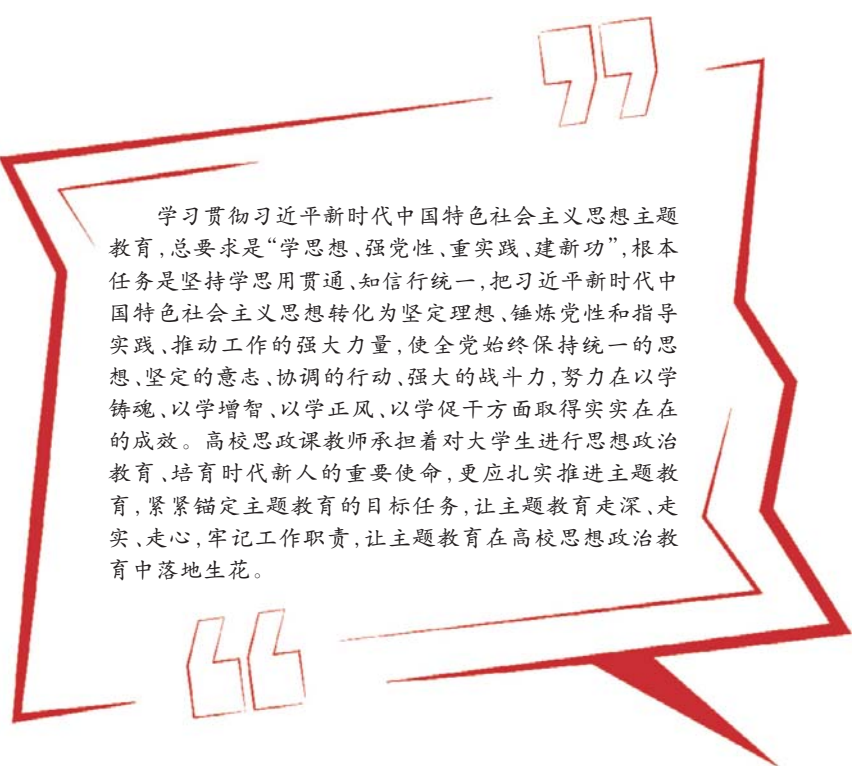 学习贯彻习近平新时代中国特色社会主义思想主题
教育，总要求是“学思想、强党性、重实践、建新功”，根本
任务是坚持学思用贯通、知信行统一，把习近平新时代中
国特色社会主义思想转化为坚定理想、锤炼党性和指导
实践、推动工作的强大力量，使全党始终保持统一的思
想、坚定的意志、协调的行动、强大的战斗力，努力在以学
铸魂、以学增智、以学正风、以学促干方面取得实实在在
的成效。高校思政课教师承担着对大学生进行思想政治
教育、培育时代新人的重要使命，更应扎实推进主题教
育，紧紧锚定主题教育的目标任务，让主题教育走深、走
实、走心，牢记工作职责，让主题教育在高校思想政治教
育中落地生花。